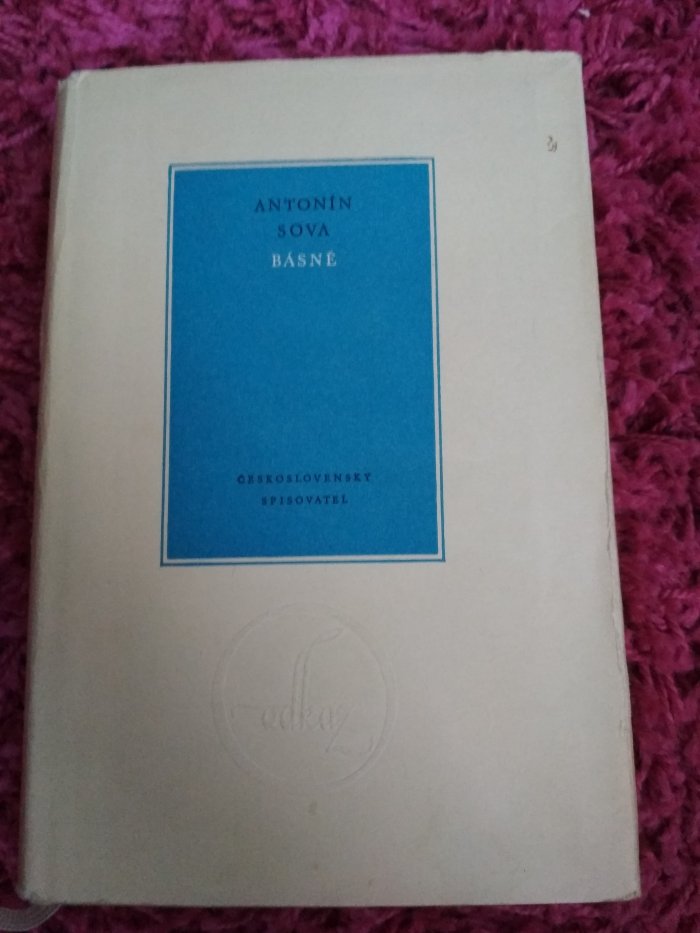 ANTONÍN
SOVA
BÁSNĚ
ČESKOSLOVENSKÝ
SPISOVATEL
odkaz